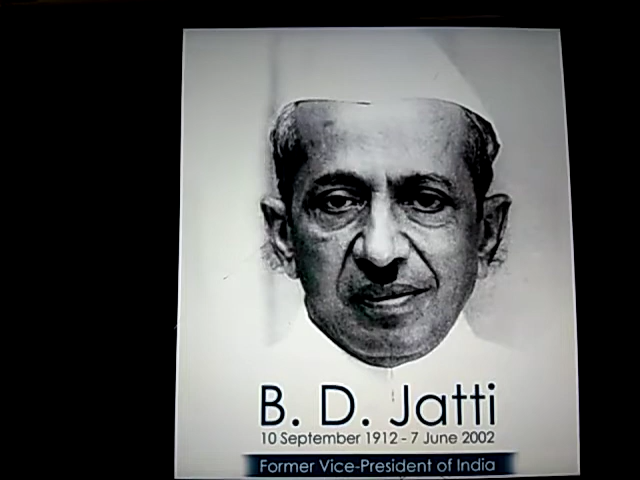 B. D. Jatti
10 September 1912 - 7 June 2002
Former Vice-President of India